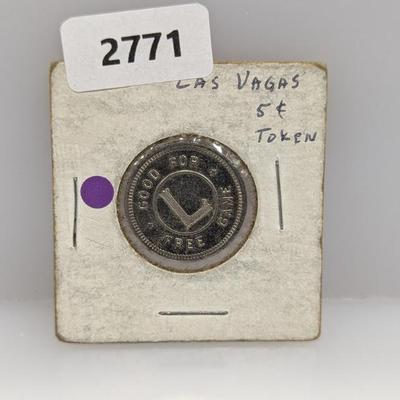 2771
LAS VAGAS
5¢
TOKEN
GOOD FOR
L
FREE GAME